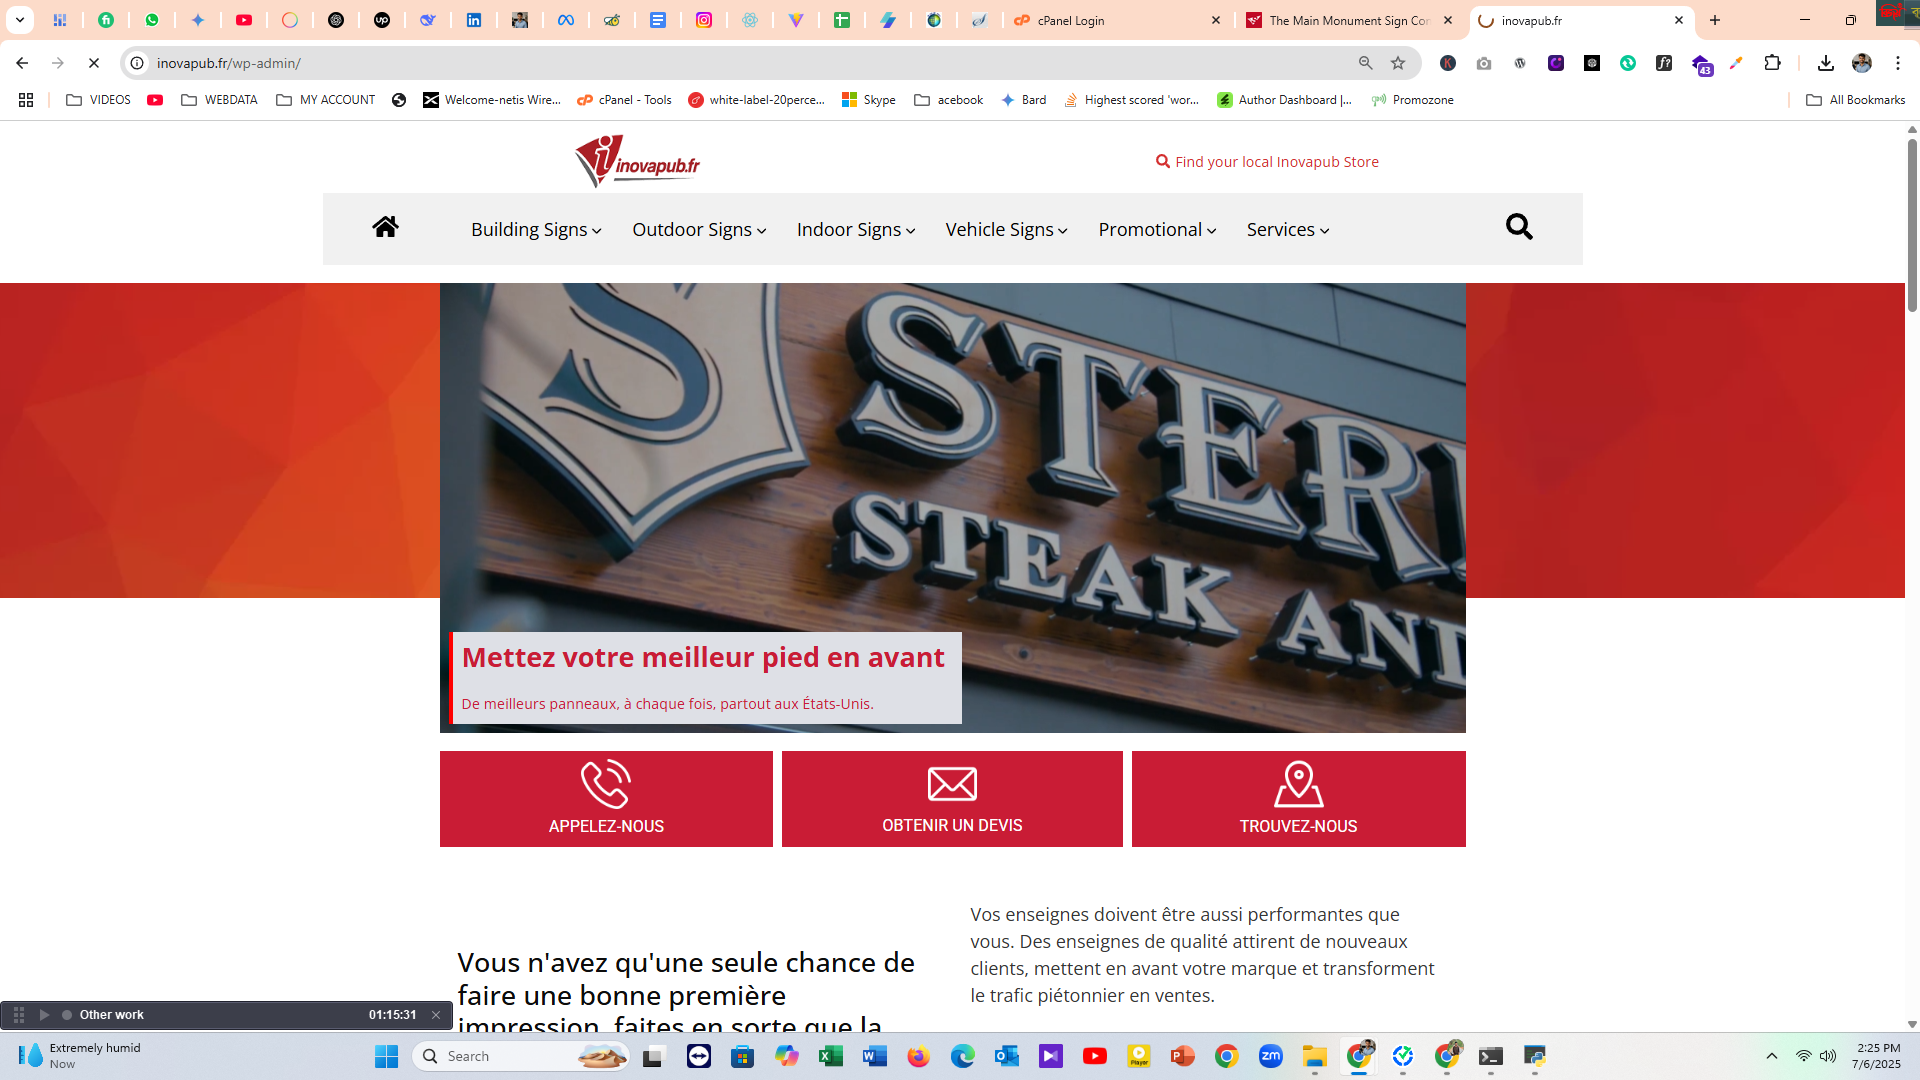 cPanel Login
The Main Monument Sign Con
inovapub.fr
inovapub.fr/wp-admin/
43
VIDEOS
WEBDATA
MY ACCOUNT
Welcome-netis Wire...
cPanel - Tools
white-label-20perce...
Skype
acebook
Bard
Highest scored 'wor...
Author Dashboard |...
Promozone
All Bookmarks
inovapub.fr
Find your local Inovapub Store
Building Signs
Outdoor Signs
Indoor Signs
Vehicle Signs
Promotional
Services
S
STER
STEAK AND
Mettez votre meilleur pied en avant
De meilleurs panneaux, à chaque fois, partout aux États-Unis.
APPELEZ-NOUS
OBTENIR UN DEVIS
TROUVEZ-NOUS
Vous n'avez qu'une seule chance de
faire une bonne première
impression, faites en sorte que la
Vos enseignes doivent être aussi performantes que
vous. Des enseignes de qualité attirent de nouveaux
clients, mettent en avant votre marque et transforment
le trafic piétonnier en ventes.
Other work
01:15:31
Extremely humid
Now
Search
2:25 PM
7/6/2025